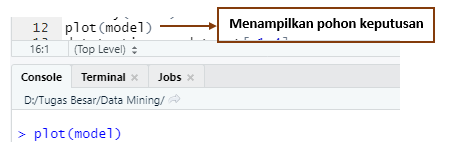 12 plot(model)
Menampilkan pohon keputusan
16:1 (Top Level)
Console Terminal Jobs
D:/Tugas Besar/Data Mining/
> plot(model)